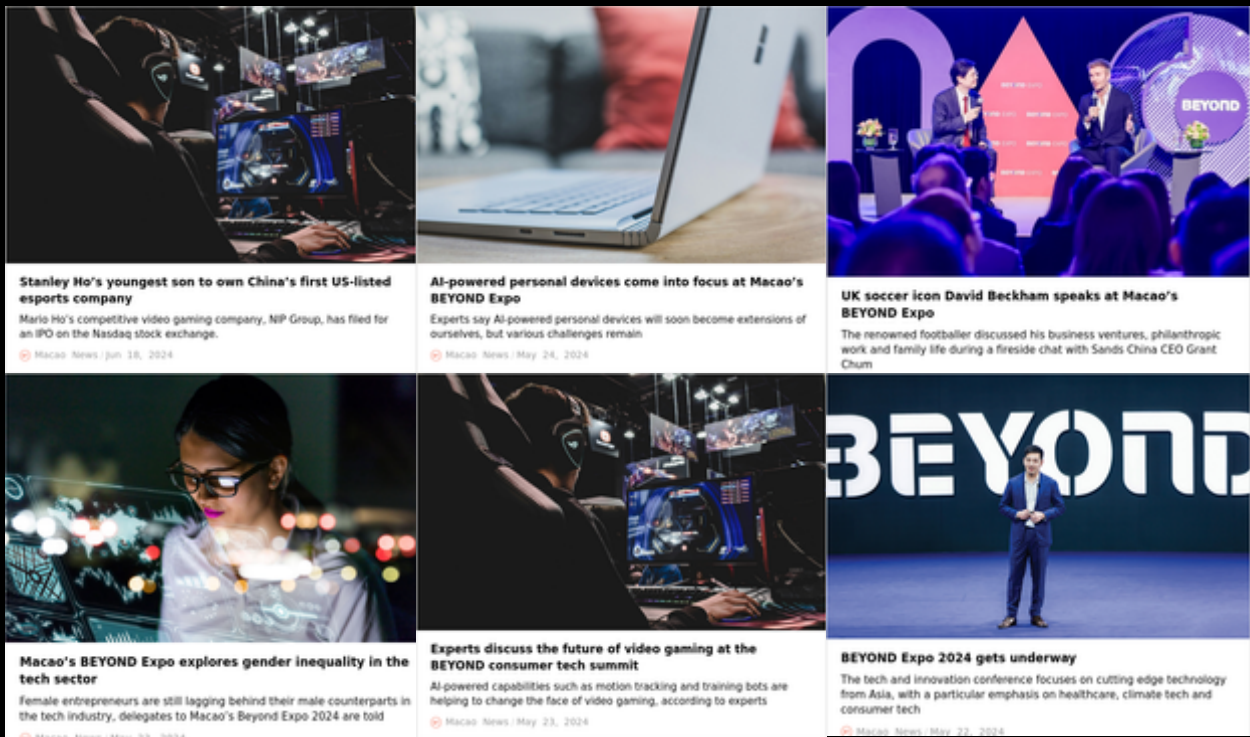 BEYOND
Stanley Ho's youngest son to own China's first US-listed
esports company
Mario Ho's competitive video gaming company, NIP Group, has filed for
an IPO on the Nasdaq stock exchange.
Macao News / Jun 18, 2024
AI-powered personal devices come into focus at Macao's
BEYOND Expo
Experts say AI-powered personal devices will soon become extensions of
ourselves, but various challenges remain
Macao News / May 24, 2024
UK soccer icon David Beckham speaks at Macao's
BEYOND Expo
The renowned footballer discussed his business ventures, philanthropic
work and family life during a fireside chat with Sands China CEO Grant
Chum
BEYOND
Macao's BEYOND Expo explores gender inequality in the
tech sector
Female entrepreneurs are still lagging behind their male counterparts in
the tech industry, delegates to Macao's Beyond Expo 2024 are told
Experts discuss the future of video gaming at the
BEYOND consumer tech summit
AI-powered capabilities such as motion tracking and training bots are
helping to change the face of video gaming, according to experts
Macao News / May 23, 2024
BEYOND Expo 2024 gets underway
The tech and innovation conference focuses on cutting edge technology
from Asia, with a particular emphasis on healthcare, climate tech and
consumer tech
Macao News / May 22, 2024